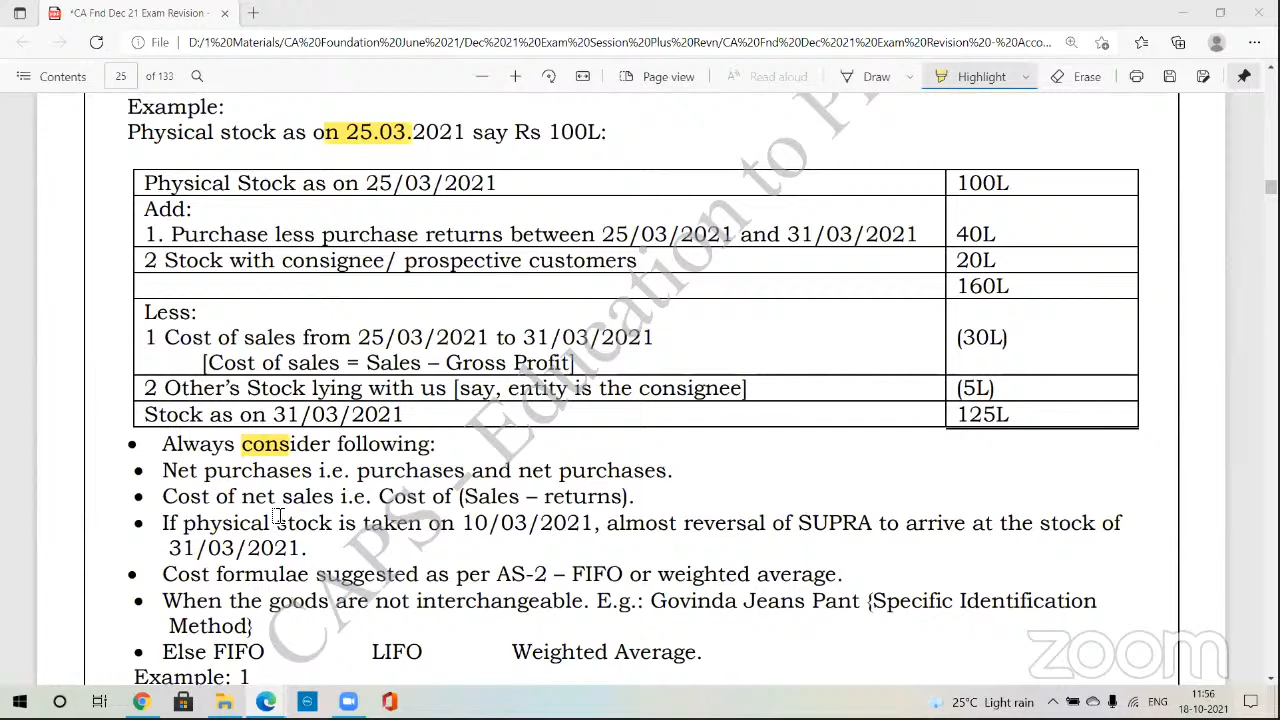 *CA Fnd Dec 21 Exam Revision -
File D:/1%20Materials/CA%20Foundation%20June%2021/Dec%2021%20Exam%20Session%20Plus%20Revn/CA%20Fnd%20Dec%2021%20Exam%20Revision%20-%20Acco...
Contents 25 of 133 Page view Read aloud Draw Highlight Erase
Example:
Physical stock as on 25.03.2021 say Rs 100L:
Physical Stock as on 25/03/2021 100L
Add:
1. Purchase less purchase returns between 25/03/2021 and 31/03/2021 40L
2 Stock with consignee/ prospective customers 20L
160L
Less:
1 Cost of sales from 25/03/2021 to 31/03/2021 (30L)
[Cost of sales = Sales – Gross Profit]
2 Other's Stock lying with us [say, entity is the consignee] (5L)
Stock as on 31/03/2021 125L
• Always consider following:
• Net purchases i.e. purchases and net purchases.
• Cost of net sales i.e. Cost of (Sales – returns).
• If physical stock is taken on 10/03/2021, almost reversal of SUPRA to arrive at the stock of
31/03/2021.
• Cost formulae suggested as per AS-2 – FIFO or weighted average.
• When the goods are not interchangeable. E.g.: Govinda Jeans Pant {Specific Identification
Method}
• Else FIFO LIFO Weighted Average.
Example: 1
CAPS – Education to P
zoom
25°C Light rain ENG 11:56
18-10-2021